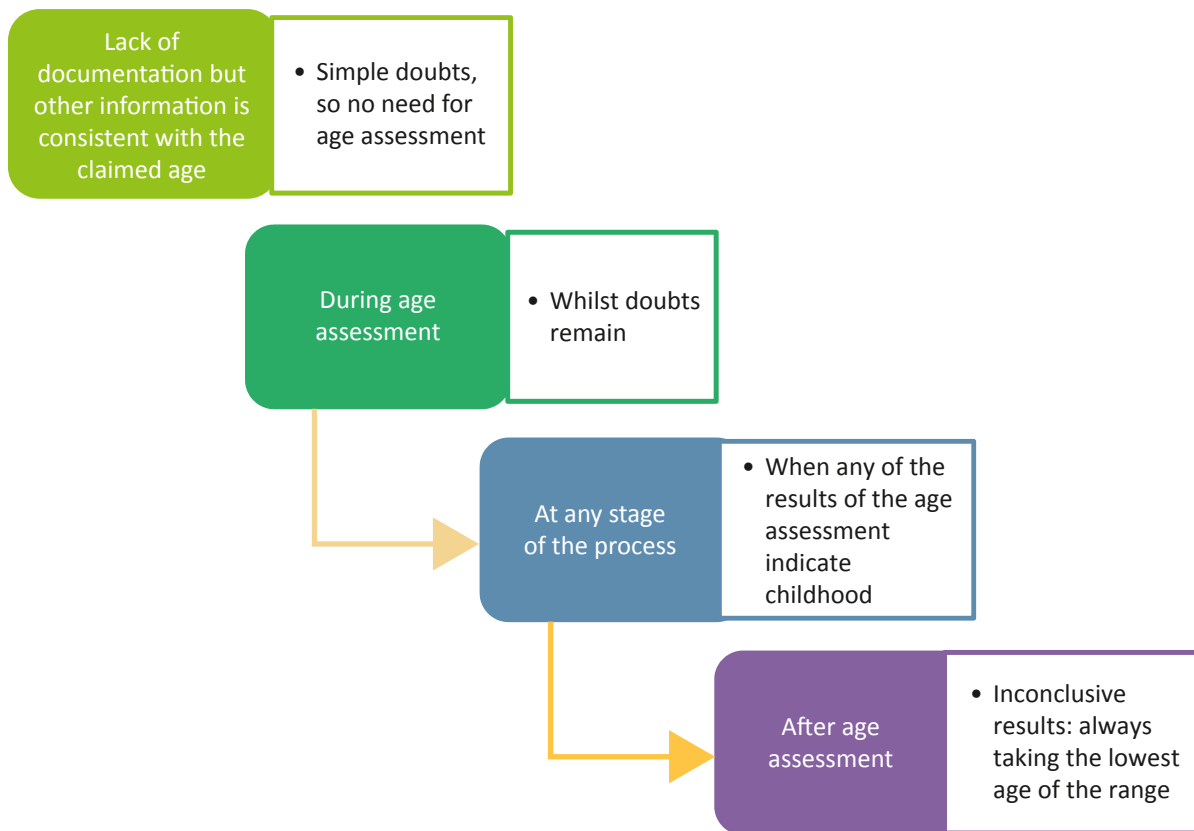 Lack of
documentation but
other information is
consistent with the
claimed age
• Simple doubts,
so no need for
age assessment
During age
assessment
• Whilst doubts
remain
At any stage
of the process
• When any of the
results of the age
assessment
indicate
childhood
After age
assessment
• Inconclusive
results: always
taking the lowest
age of the range